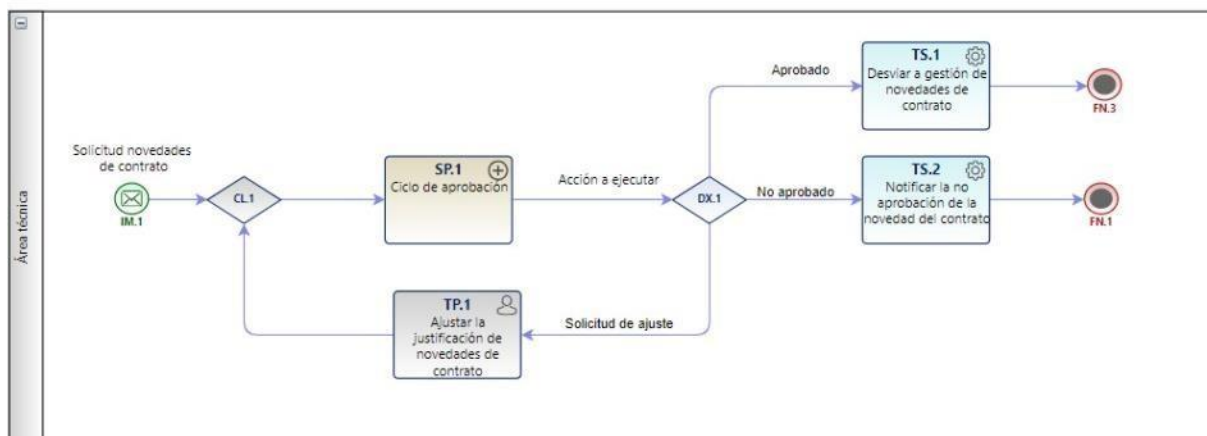 Área técnica
Solicitud novedades
de contrato
IM.1
CL.1
SP.1
Ciclo de aprobación
Acción a ejecutar
DX.1
Aprobado
TS.1
Desviar a gestión de
novedades de
contrato
FN.3
No aprobado
TS.2
Notificar la no
aprobación de la
novedad del contrato
FN.1
Solicitud de ajuste
TP.1
Ajustar la
justificación de
novedades de
contrato